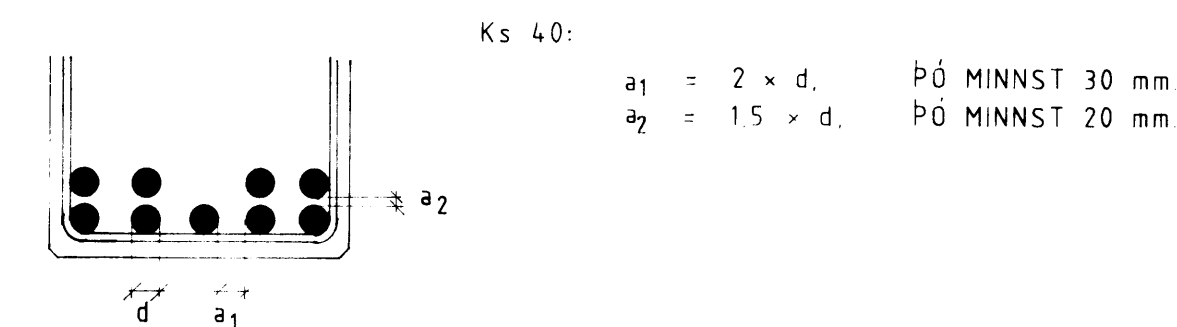 Ks 40:
a1 = 2 × d, ÞÓ MINNST 30 mm.
a2 = 1.5 × d, ÞÓ MINNST 20 mm.
a2
d a1